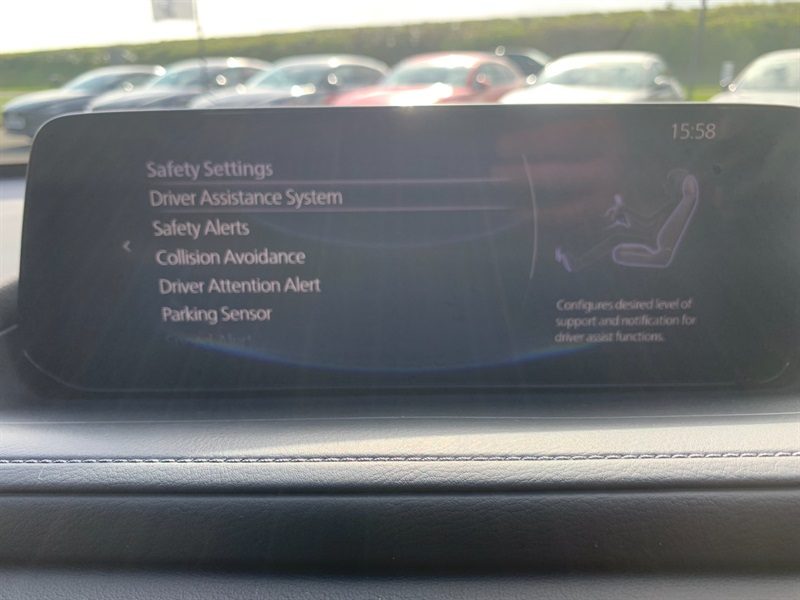 15:58
Safety Settings
Driver Assistance System
Safety Alerts
Collision Avoidance
Driver Attention Alert
Parking Sensor
Configures desired level of
support and notification for
driver assist functions.